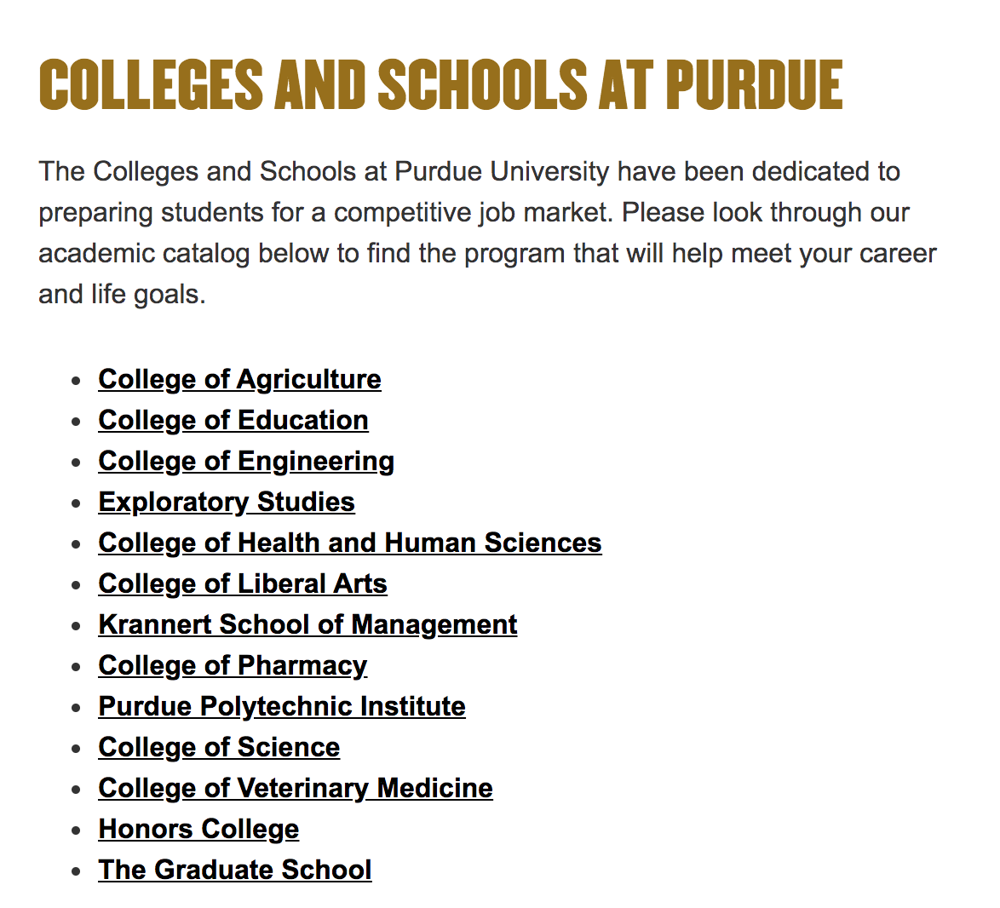 COLLEGES AND SCHOOLS AT PURDUE
The Colleges and Schools at Purdue University have been dedicated to
preparing students for a competitive job market. Please look through our
academic catalog below to find the program that will help meet your career
and life goals.
• College of Agriculture
• College of Education
• College of Engineering
• Exploratory Studies
• College of Health and Human Sciences
• College of Liberal Arts
• Krannert School of Management
• College of Pharmacy
• Purdue Polytechnic Institute
• College of Science
• College of Veterinary Medicine
• Honors College
• The Graduate School